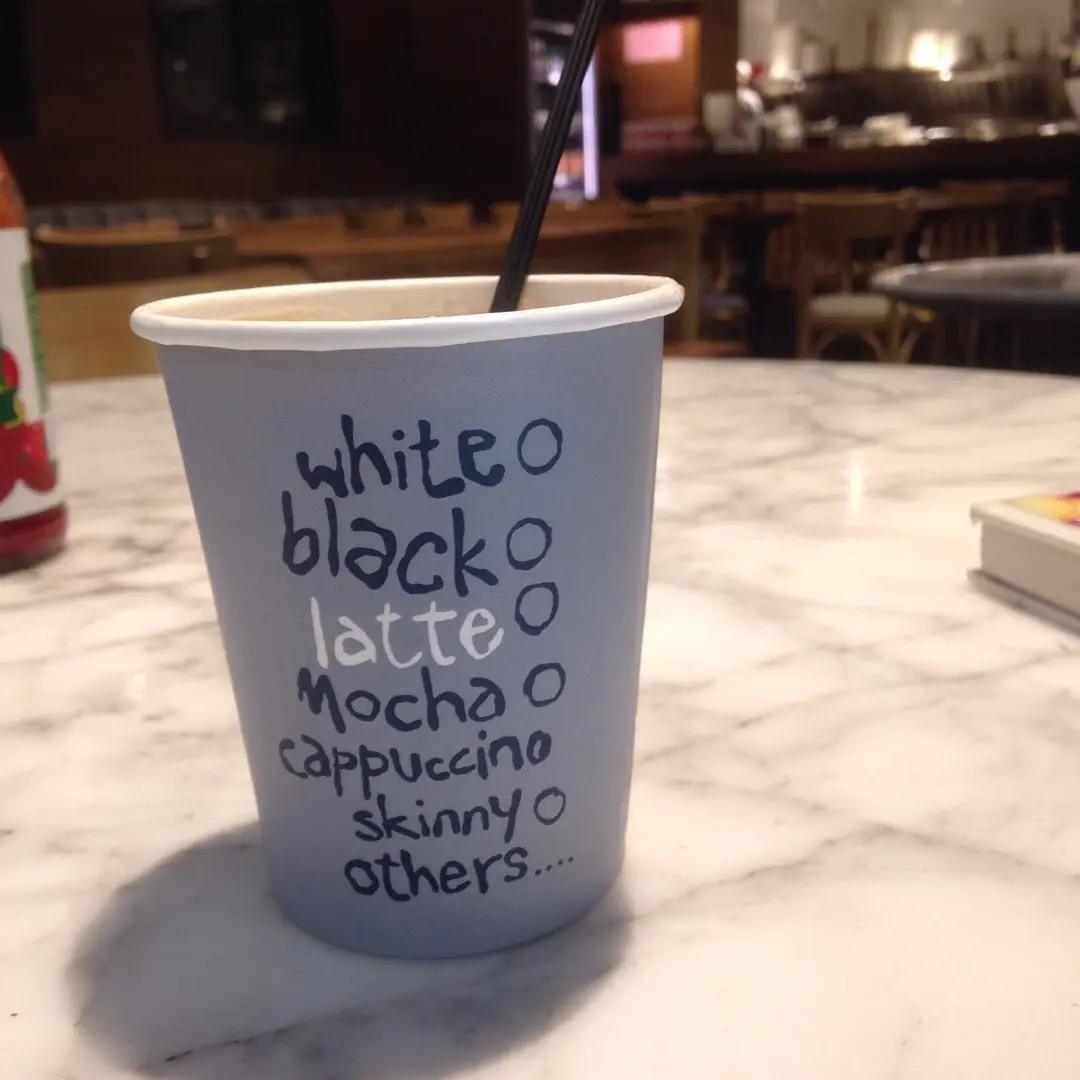 white
black
latte
Mocha
cappuccino
skinny
others....